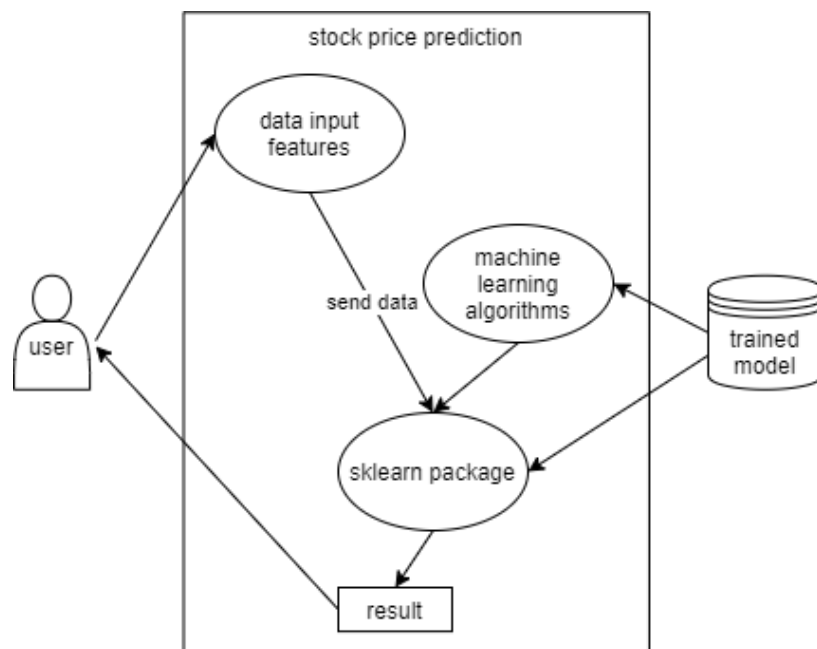 stock price prediction
data input
features
machine
learning
algorithms
send data
user
trained
model
sklearn package
result